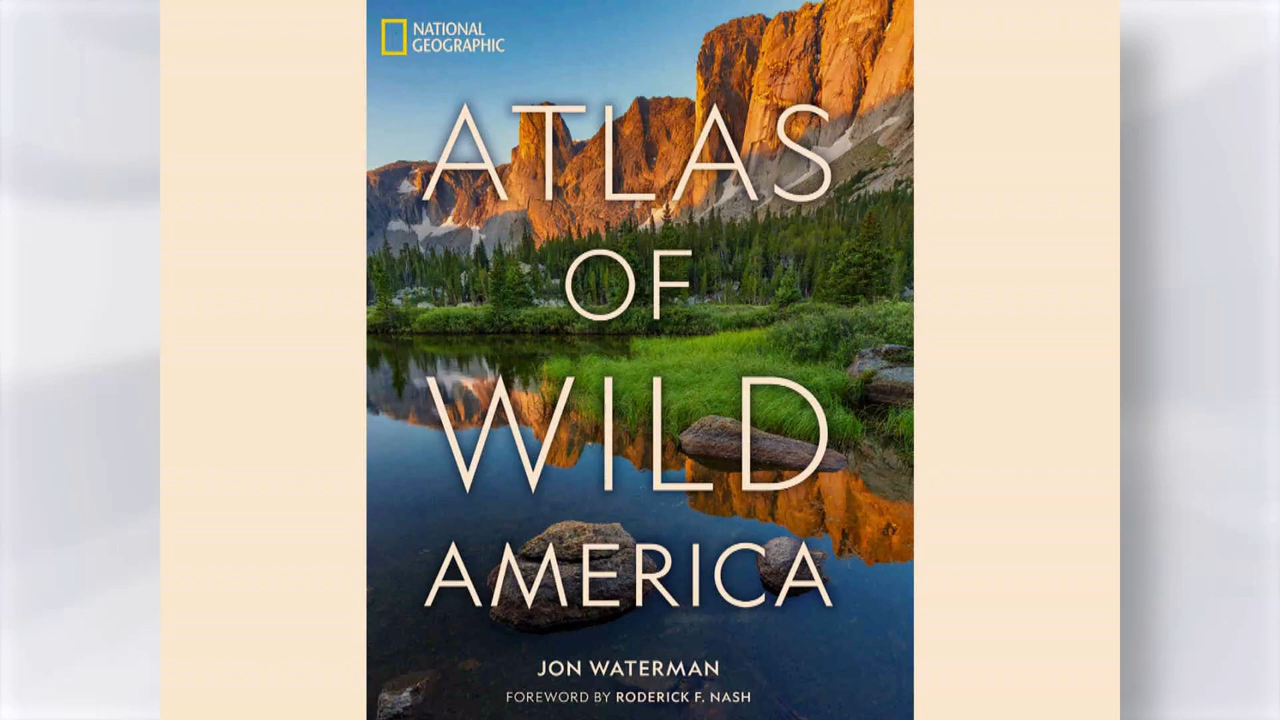 NATIONAL
GEOGRAPHIC
ATLAS
OF
WILD
AMERICA
JON WATERMAN
FOREWORD BY RODERICK F. NASH